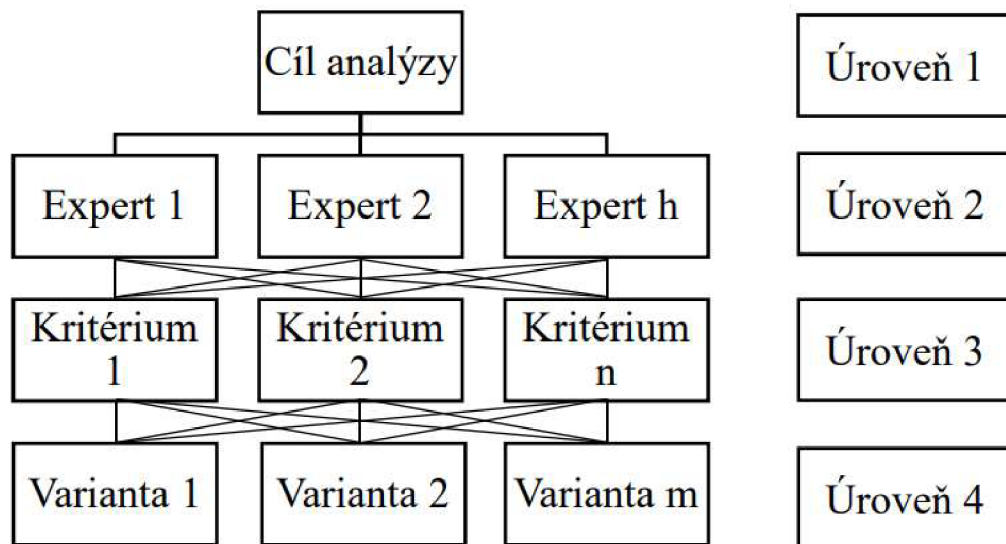 Cíl analýzy
Úroveň 1
Expert 1
Expert 2
Expert h
Úroveň 2
Kritérium
1
Kritérium
2
Kritérium
n
Úroveň 3
Varianta 1
Varianta 2
Varianta m
Úroveň 4